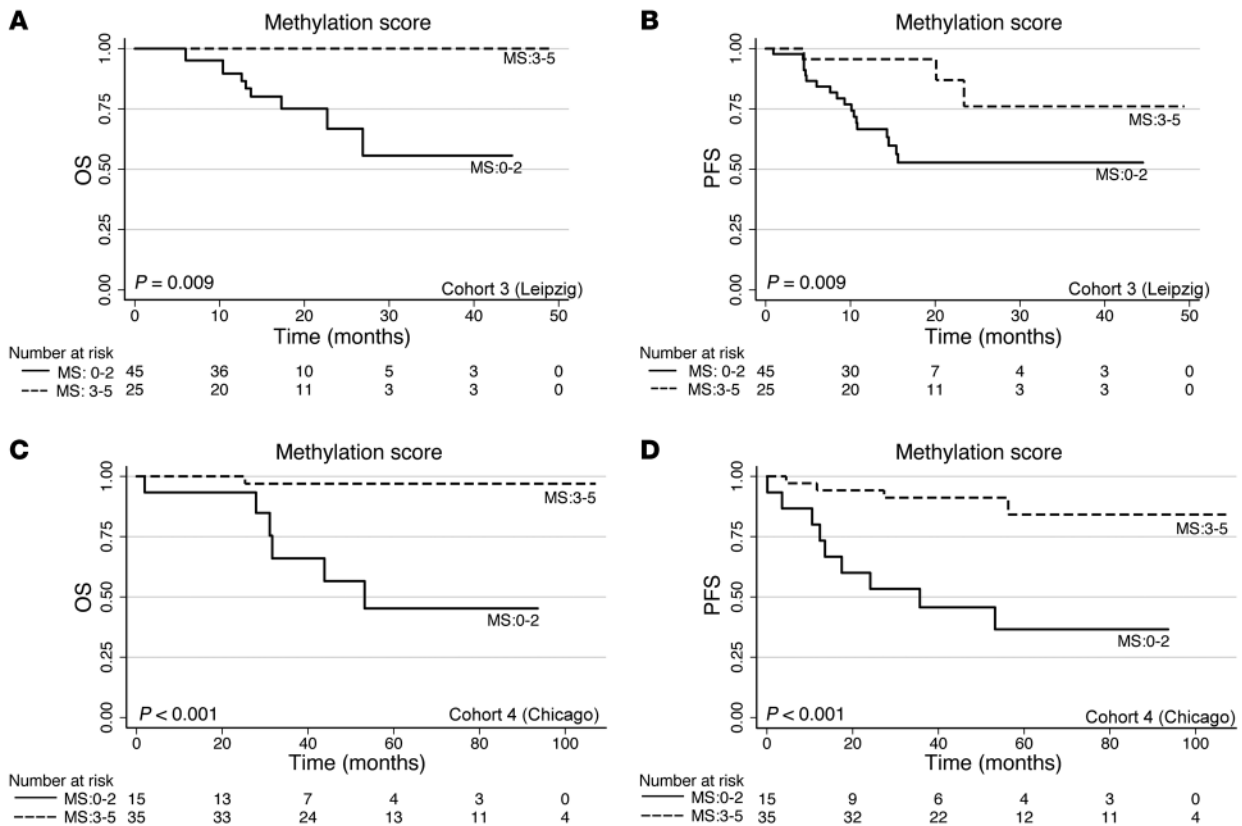 A
Methylation score
1.00
0.75
0.50
0.25
0.00
OS
MS:3-5
MS:0-2
P = 0.009
Cohort 3 (Leipzig)
0 10 20 30 40 50
Time (months)
Number at risk
MS: 0-2 45 36 10 5 3 0
MS: 3-5 25 20 11 3 3 0
B
Methylation score
1.00
0.75
0.50
0.25
0.00
PFS
MS:3-5
MS:0-2
P = 0.009
Cohort 3 (Leipzig)
0 10 20 30 40 50
Time (months)
Number at risk
MS: 0-2 45 30 7 4 3 0
MS:3-5 25 20 11 3 3 0
C
Methylation score
1.00
0.75
0.50
0.25
0.00
OS
MS:3-5
MS:0-2
P < 0.001
Cohort 4 (Chicago)
0 20 40 60 80 100
Time (months)
Number at risk
MS:0-2 15 13 7 4 3 0
MS:3-5 35 33 24 13 11 4
D
Methylation score
1.00
0.75
0.50
0.25
0.00
PFS
MS:3-5
MS:0-2
P < 0.001
Cohort 4 (Chicago)
0 20 40 60 80 100
Time (months)
Number at risk
MS:0-2 15 9 6 4 3 0
MS:3-5 35 32 22 12 11 4